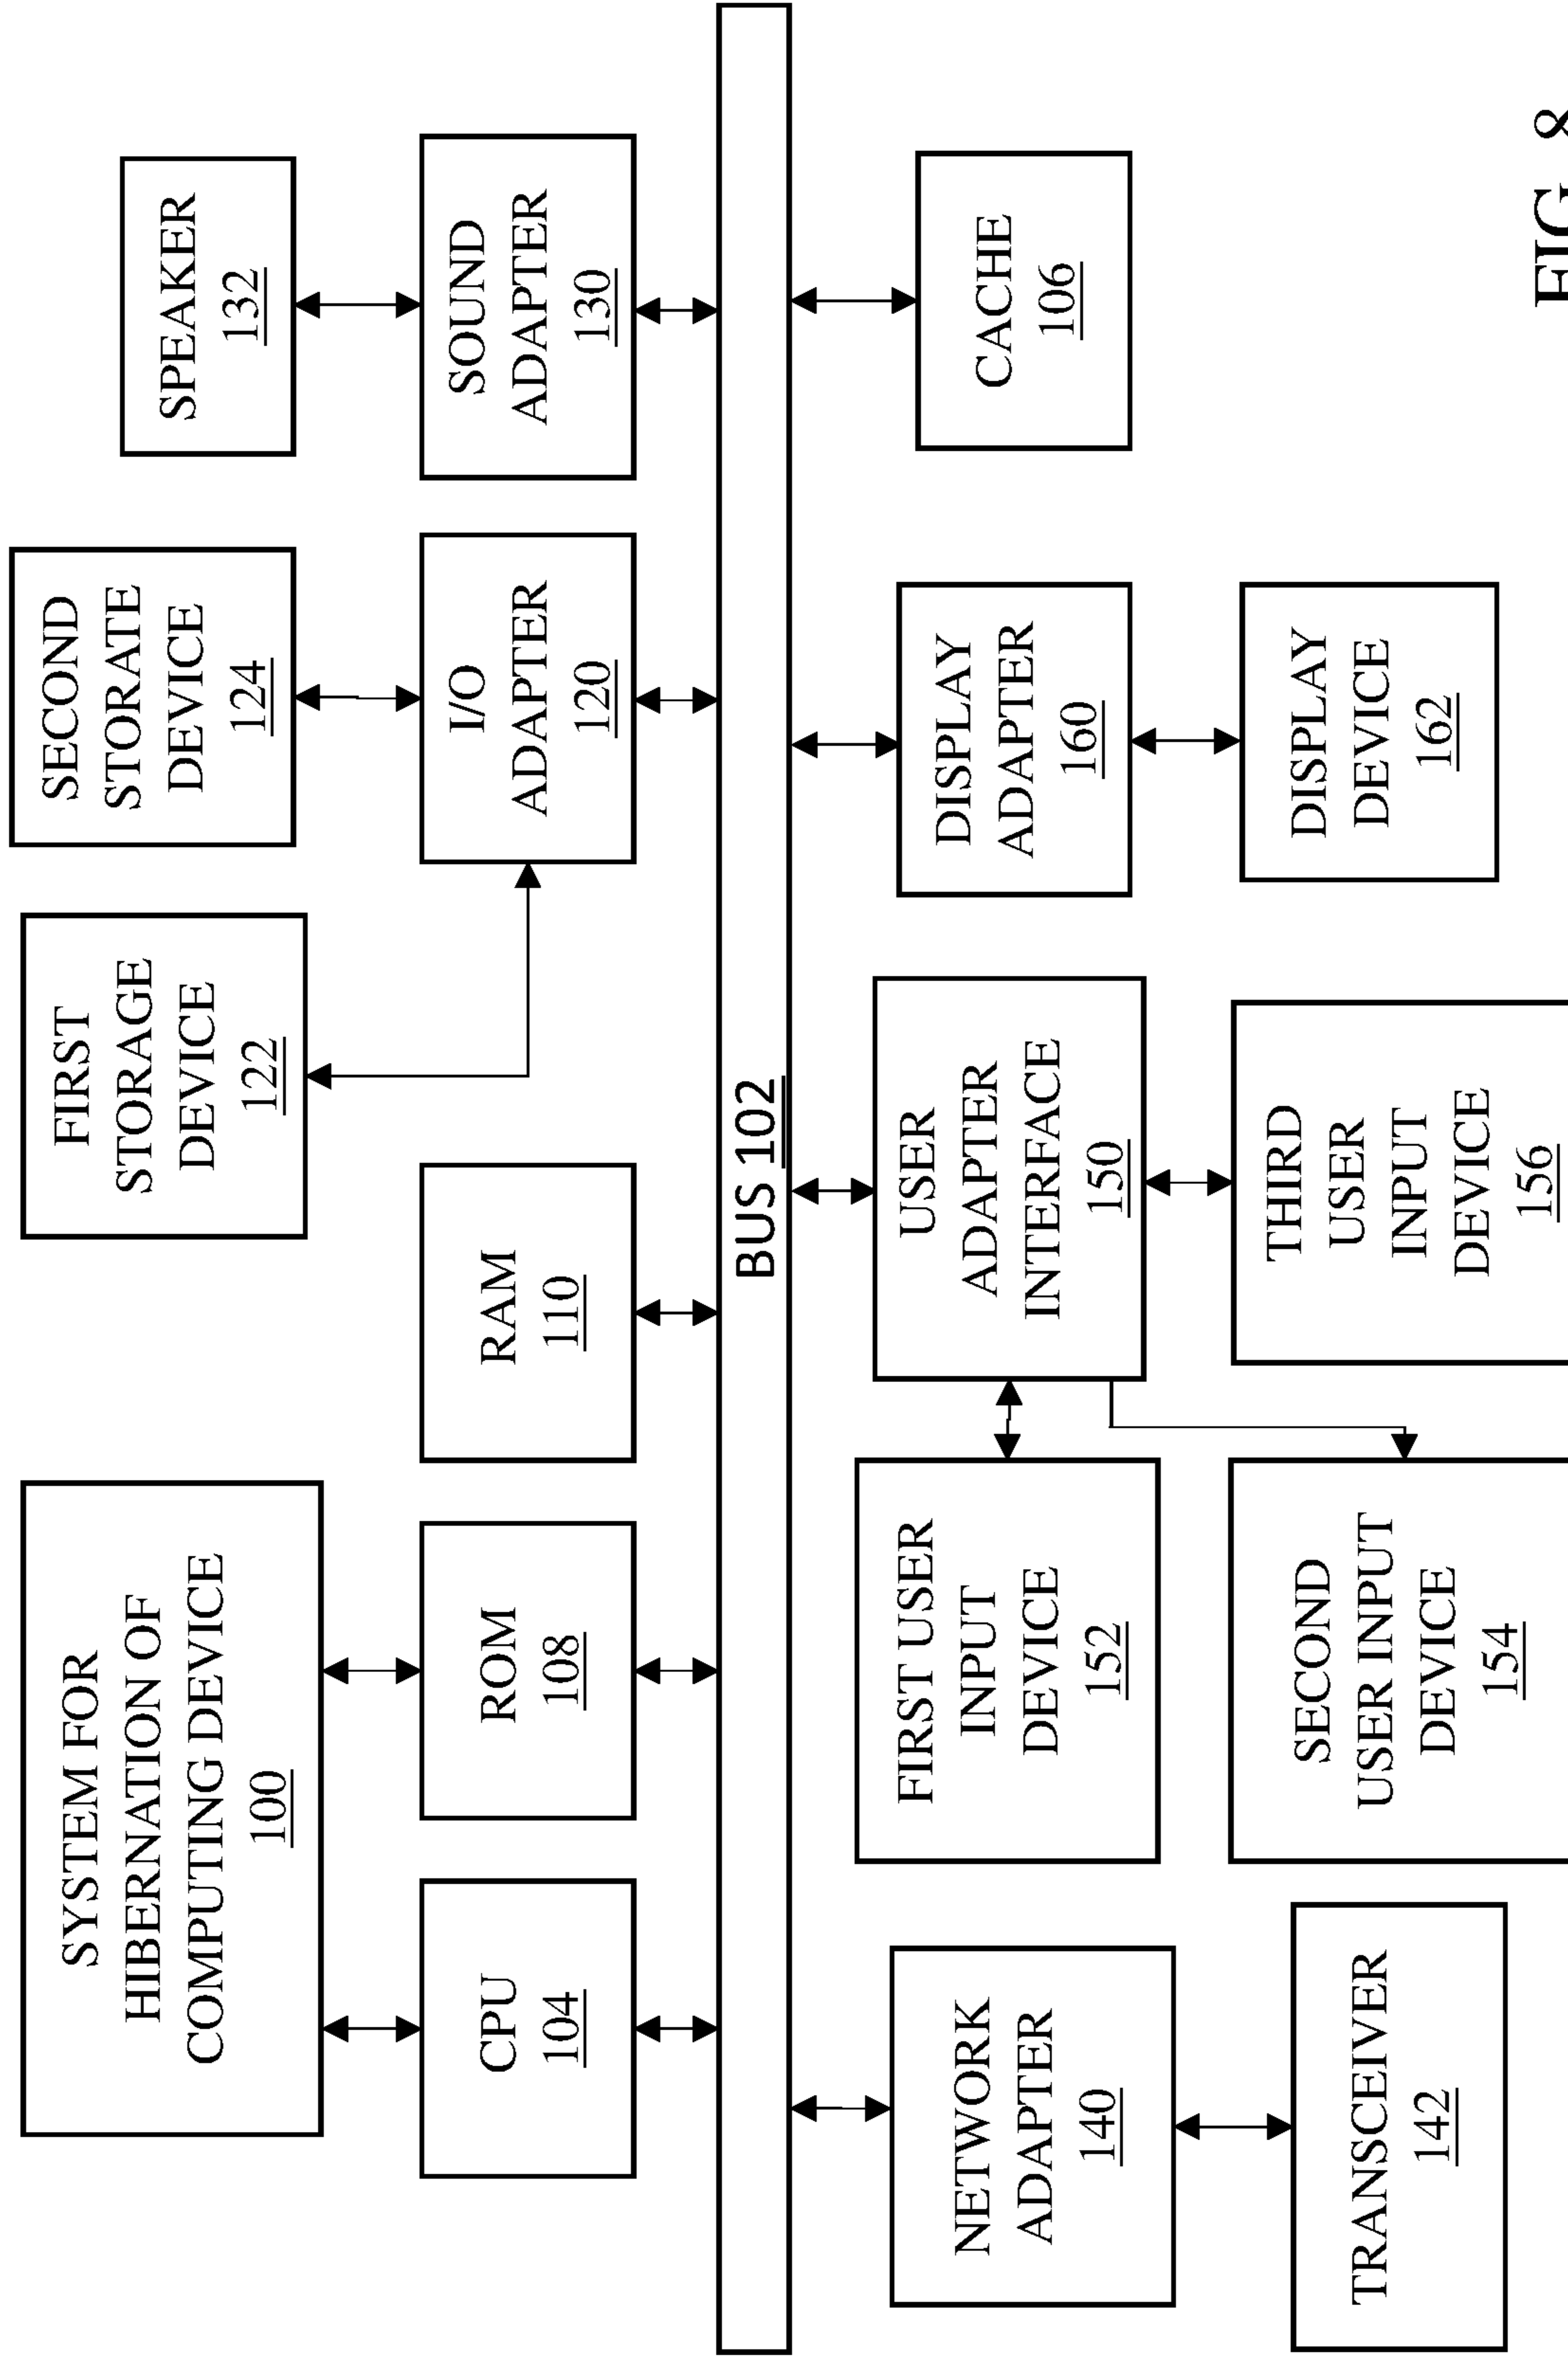 SYSTEM FOR
HIBERNATION OF
COMPUTING DEVICE
100
FIRST
STORAGE
DEVICE
122
SECOND
STORATE
DEVICE
124
SPEAKER
132
CPU
104
ROM
108
RAM
110
I/O
ADAPTER
120
SOUND
ADAPTER
130
BUS 102
NETWORK
ADAPTER
140
FIRST USER
INPUT
DEVICE
152
USER
ADAPTER
INTERFACE
150
DISPLAY
ADAPTER
160
CACHE
106
TRANSCEIVER
142
SECOND
USER INPUT
DEVICE
154
THIRD
USER
INPUT
DEVICE
156
DISPLAY
DEVICE
162
FIG. 8